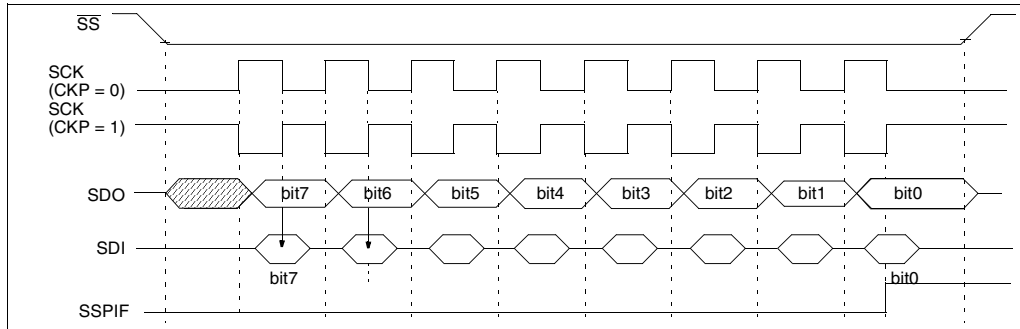 SS
SCK
(CKP = 0)
SCK
(CKP = 1)
SDO bit7 bit6 bit5 bit4 bit3 bit2 bit1 bit0
SDI
bit7 bit0
SSPIF